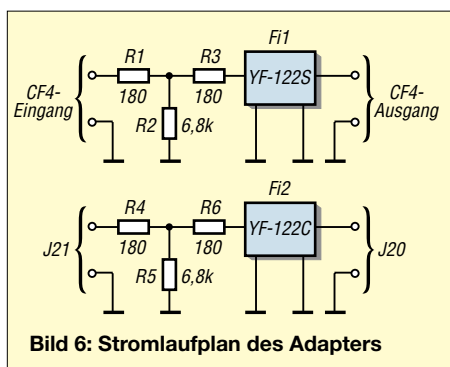 Fi1
R1
R3
YF-122S
CF4-
Eingang
180
180
CF4-
Ausgang
R2
6,8k
Fi2
R4
R6
YF-122C
J21
180
180
J20
R5
6,8k
Bild 6: Stromlaufplan des Adapters